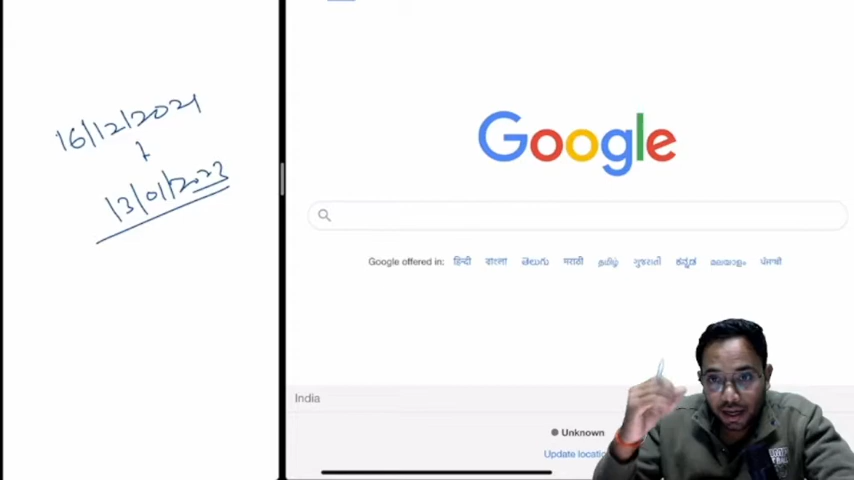 16/12/2021
+
13/01/2023
Google
Google offered in: हिन्दी বাংলা తెలుగు मराठी தமிழ் ગુજરાતી ಕನ್ನಡ മലയാളം ਪੰਜਾਬੀ
India
Unknown
Update locatio